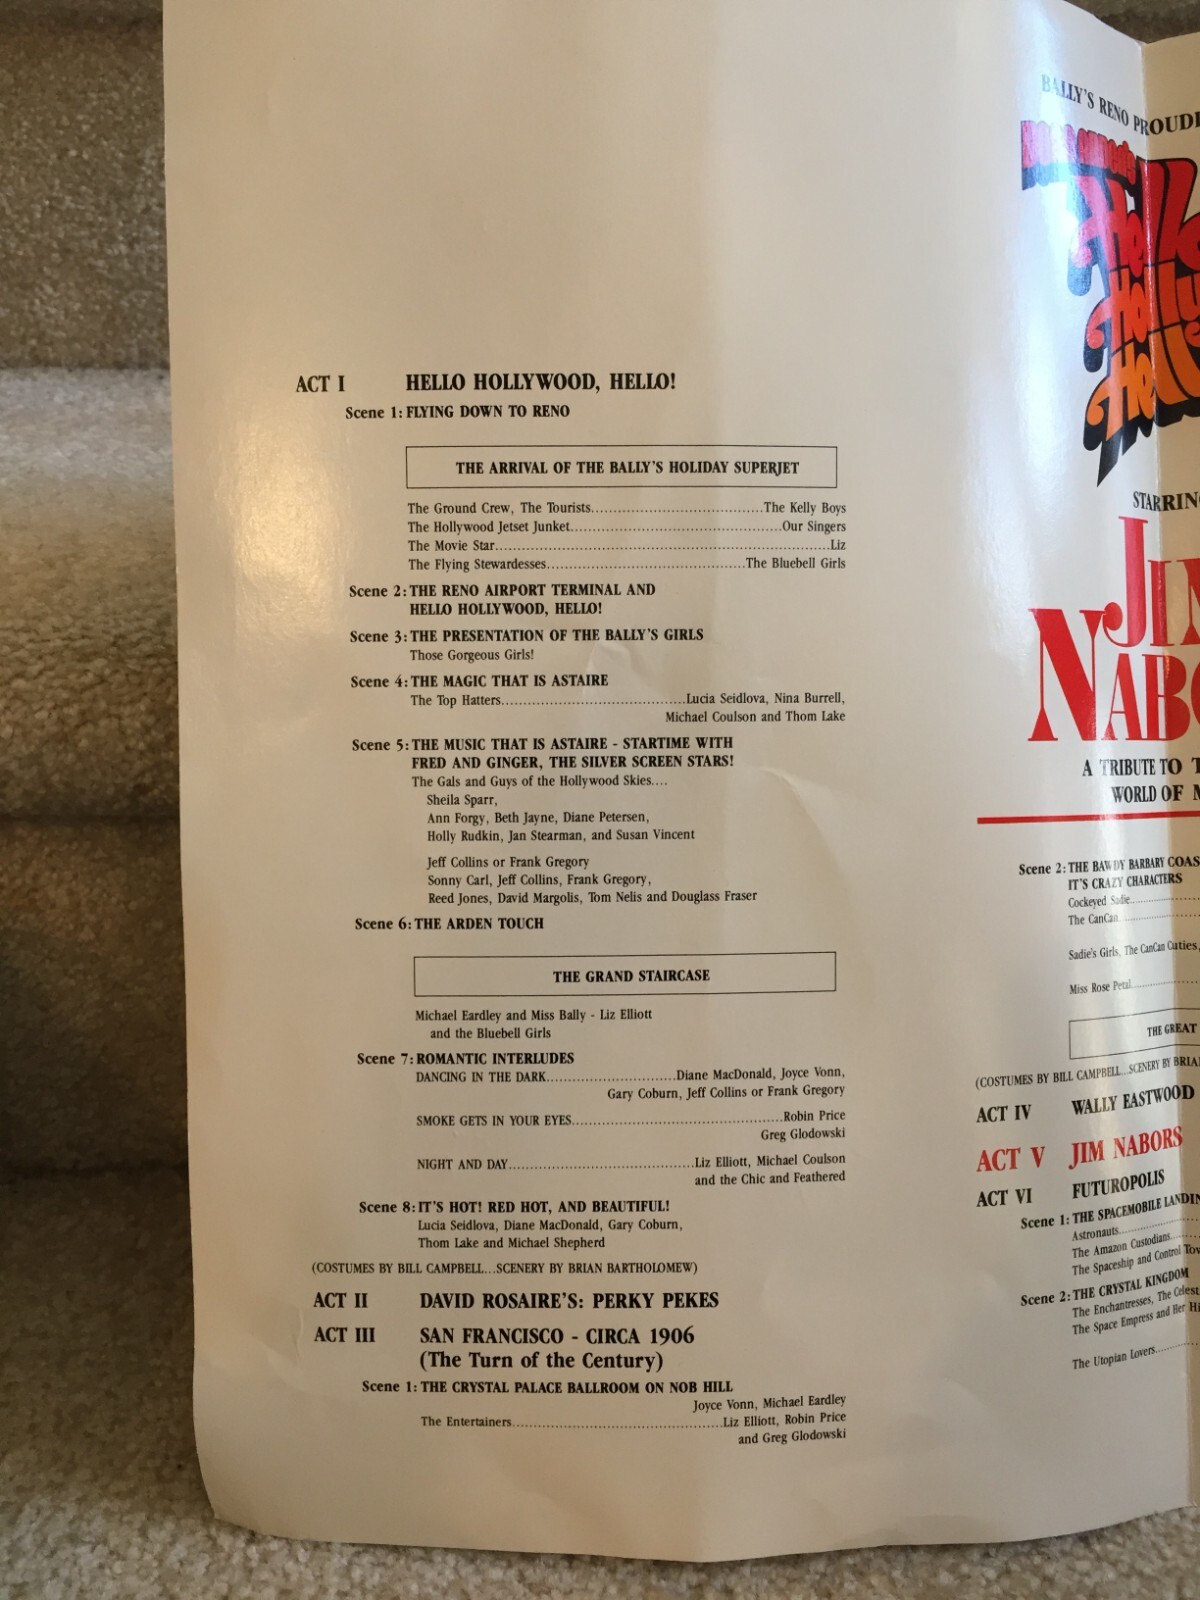 ACT I HELLO HOLLYWOOD, HELLO!
Scene 1: FLYING DOWN TO RENO
THE ARRIVAL OF THE BALLY'S HOLIDAY SUPERJET
The Ground Crew, The Tourists..........The Kelly Boys
The Hollywood Jetset Junket..........Our Singers
The Movie Star..........Liz
The Flying Stewardesses..........The Bluebell Girls
Scene 2: THE RENO AIRPORT TERMINAL AND
HELLO HOLLYWOOD, HELLO!
Scene 3: THE PRESENTATION OF THE BALLY'S GIRLS
Those Gorgeous Girls!
Scene 4: THE MAGIC THAT IS ASTAIRE
The Top Hatters..........Lucia Seidlova, Nina Burrell,
Michael Coulson and Thom Lake
Scene 5: THE MUSIC THAT IS ASTAIRE - STARTIME WITH
FRED AND GINGER, THE SILVER SCREEN STARS!
The Gals and Guys of the Hollywood Skies....
Sheila Sparr,
Ann Forgy, Beth Jayne, Diane Petersen,
Holly Rudkin, Jan Stearman, and Susan Vincent
Jeff Collins or Frank Gregory
Sonny Carl, Jeff Collins, Frank Gregory,
Reed Jones, David Margolis, Tom Nelis and Douglass Fraser
Scene 6: THE ARDEN TOUCH
THE GRAND STAIRCASE
Michael Eardley and Miss Bally - Liz Elliott
and the Bluebell Girls
Scene 7: ROMANTIC INTERLUDES
DANCING IN THE DARK..........Diane MacDonald, Joyce Vonn,
Gary Coburn, Jeff Collins or Frank Gregory
SMOKE GETS IN YOUR EYES..........Robin Price
Greg Glodowski
NIGHT AND DAY..........Liz Elliott, Michael Coulson
and the Chic and Feathered
Scene 8: IT'S HOT! RED HOT, AND BEAUTIFUL!
Lucia Seidlova, Diane MacDonald, Gary Coburn,
Thom Lake and Michael Shepherd
(COSTUMES BY BILL CAMPBELL...SCENERY BY BRIAN BARTHOLOMEW)
ACT II DAVID ROSAIRE'S: PERKY PEKES
ACT III SAN FRANCISCO - CIRCA 1906
(The Turn of the Century)
Scene 1: THE CRYSTAL PALACE BALLROOM ON NOB HILL
Joyce Vonn, Michael Eardley
The Entertainers..........Liz Elliott, Robin Price
and Greg Glodowski
BALLY'S RENO
Hello
STARRING
JIM
A TRIBUTE TO
WORLD OF
Scene 2: THE BAWDY BARBARY
IT'S CRAZY CHARACTERS
Cockeyed Sadie..........
The CanCan..........
Sadie's Girls, The CanCan Cuties,
Miss Rose Petal..........
THE GREAT
(COSTUMES BY BILL CAMPBELL...SCENERY BY
ACT IV WALLY EASTWOOD
ACT V JIM NABORS
ACT VI FUTUROPOLIS
Scene 1: THE SPACEMOBILE
Astronauts..........
The Amazon Custodians..........
The Spaceship and Control
Scene 2: THE CRYSTAL KINGDOM
The Enchantresses, The
The Space Empress and Her
The Utopian Lovers..........